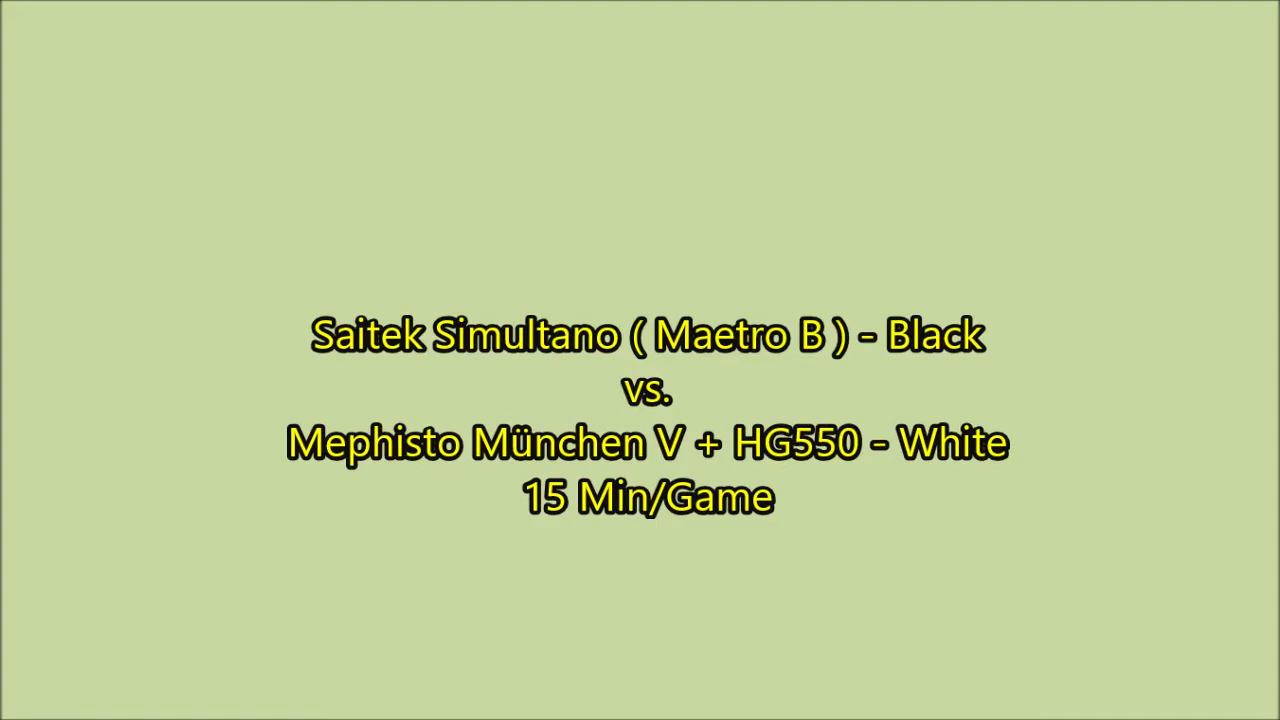 Saitek Simultano ( Maetro B ) - Black
vs.
Mephisto München V + HG550 - White
15 Min/Game